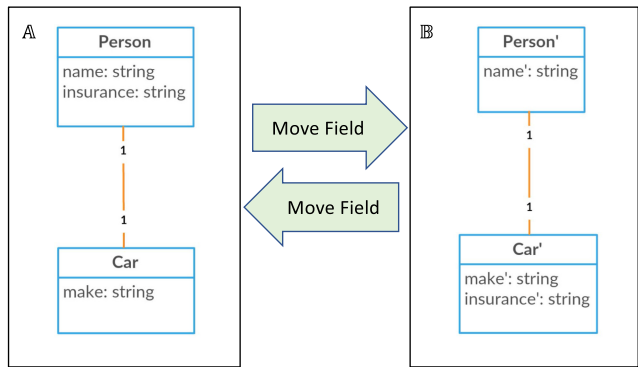 𝔸
Person
name: string
insurance: string
1
1
Car
make: string
Move Field
Move Field
𝔹
Person'
name': string
1
1
Car'
make': string
insurance': string